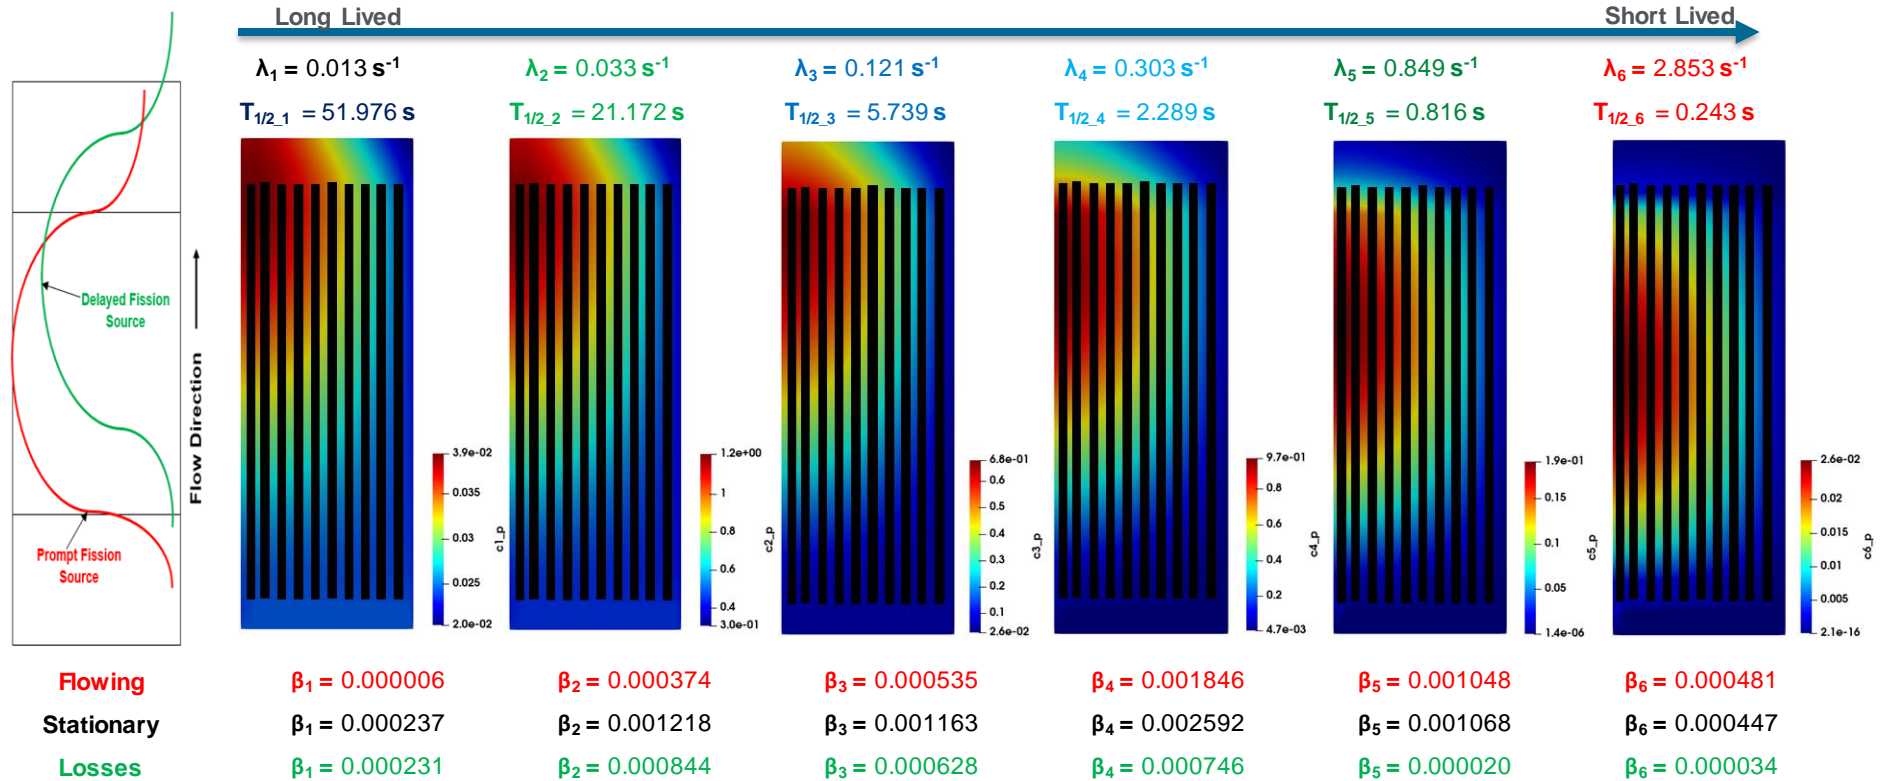 Long Lived
Short Lived
λ1 = 0.013 s-1
λ2 = 0.033 s-1
λ3 = 0.121 s-1
λ4 = 0.303 s-1
λ5 = 0.849 s-1
λ6 = 2.853 s-1
T1/2_1 = 51.976 s
T1/2_2 = 21.172 s
T1/2_3 = 5.739 s
T1/2_4 = 2.289 s
T1/2_5 = 0.816 s
T1/2_6 = 0.243 s
Delayed Fission
Source
Prompt Fission
Source
Flow Direction
3.9e-02
0.035
0.03
0.025
2.0e-02
c1_p
1.2e+00
1
0.8
0.6
0.4
3.0e-01
c2_p
6.8e-01
0.6
0.5
0.4
0.3
0.2
0.1
2.6e-02
c3_p
9.7e-01
0.8
0.6
0.4
0.2
4.7e-03
c4_p
1.9e-01
0.15
0.1
0.05
1.4e-06
c5_p
2.6e-02
0.02
0.015
0.01
0.005
2.1e-16
c6_p
Flowing
β1 = 0.000006
β2 = 0.000374
β3 = 0.000535
β4 = 0.001846
β5 = 0.001048
β6 = 0.000481
Stationary
β1 = 0.000237
β2 = 0.001218
β3 = 0.001163
β4 = 0.002592
β5 = 0.001068
β6 = 0.000447
Losses
β1 = 0.000231
β2 = 0.000844
β3 = 0.000628
β4 = 0.000746
β5 = 0.000020
β6 = 0.000034